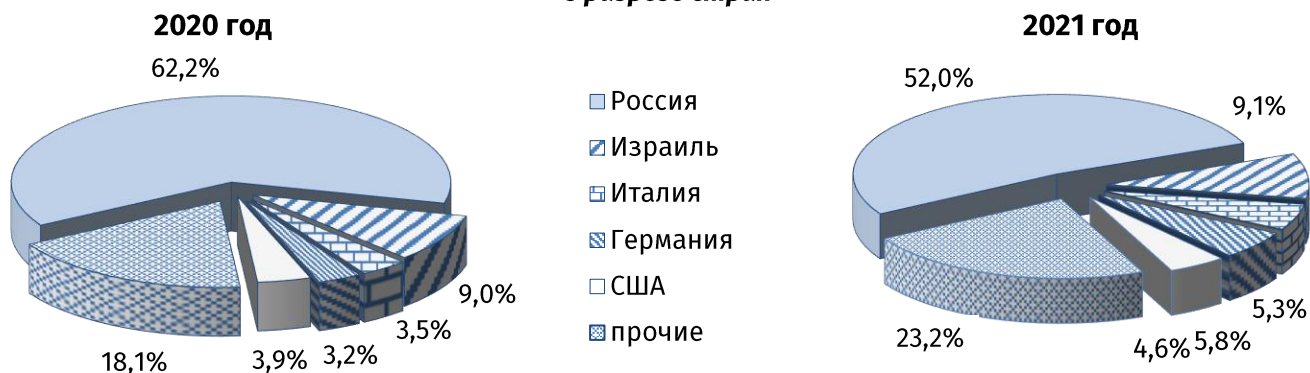 2020 год
62,2%
9,0%
3,5%
3,2%
3,9%
18,1%
Россия
Израиль
Италия
Германия
США
прочие
2021 год
52,0%
9,1%
5,3%
5,8%
4,6%
23,2%